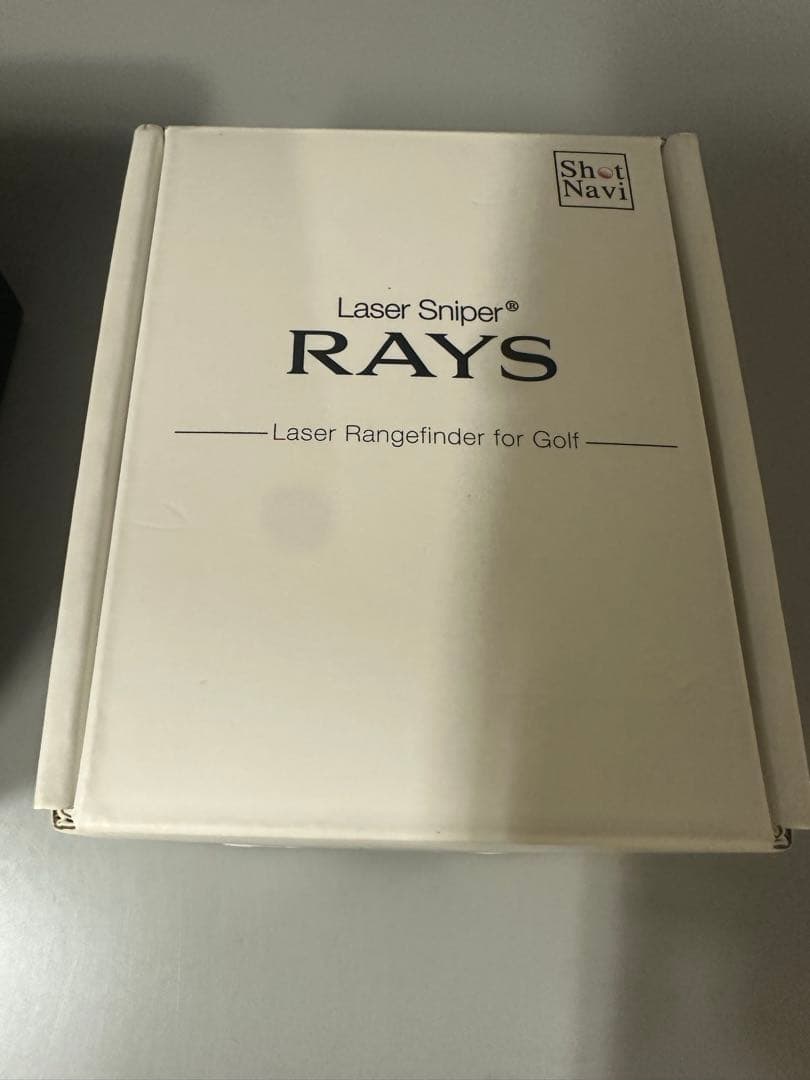 Shot
Navi
Laser Sniper®
RAYS
Laser Rangefinder for Golf